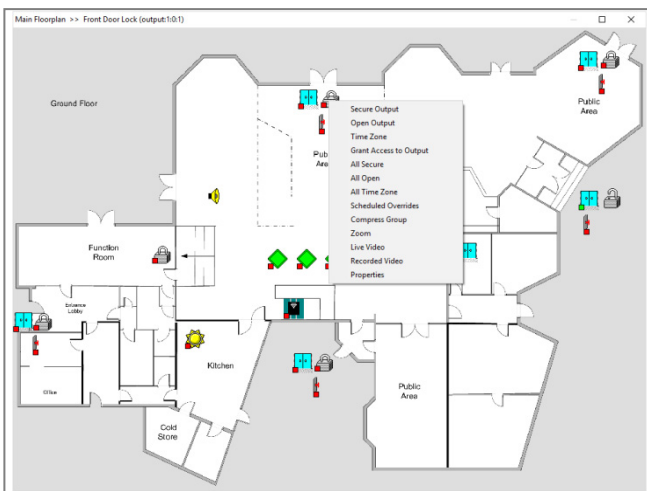 Main Floorplan >> Front Door Lock (output:1:0:1)
Ground Floor
Public
Area
Secure Output
Open Output
Time Zone
Grant Access to Output
All Secure
All Open
All Time Zone
Scheduled Overrides
Compress Group
Zoom
Live Video
Recorded Video
Properties
Function
Room
Entrance
Lobby
Office
Kitchen
Cold
Store
Public
Area